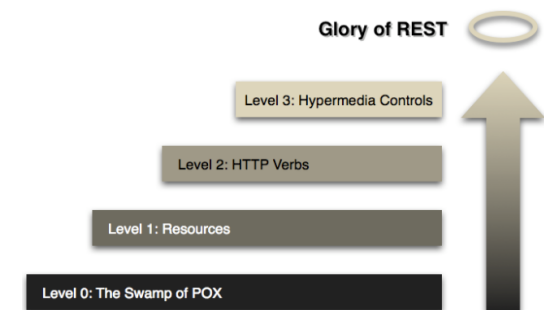 Glory of REST
Level 3: Hypermedia Controls
Level 2: HTTP Verbs
Level 1: Resources
Level 0: The Swamp of POX